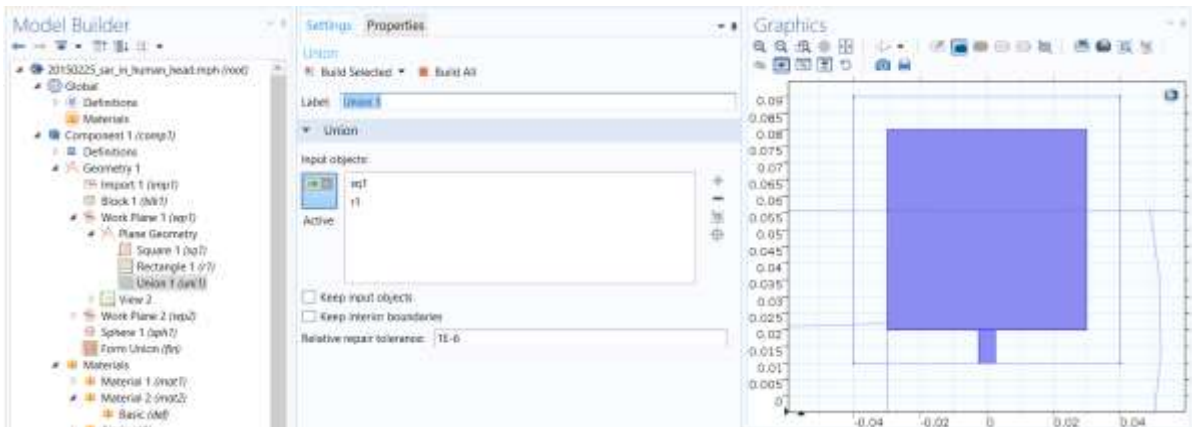 Model Builder
20150225_sar_in_human_head.mph (root)
Global
Definitions
Materials
Component 1 (comp1)
Definitions
Geometry 1
Import 1 (imp1)
Block 1 (blk1)
Work Plane 1 (wp1)
Plane Geometry
Square 1 (sq1)
Rectangle 1 (r1)
Union 1 (uni1)
View 2
Work Plane 2 (wp2)
Sphere 1 (sph1)
Form Union (fin)
Materials
Material 1 (mat1)
Material 2 (mat2)
Basic (def)
Settings Properties
Union
Build Selected Build All
Label: Union 1
Union
Input objects:
sq1
r1
Active
Keep input objects
Keep interior boundaries
Relative repair tolerance: 1E-6
Graphics
0.09
0.085
0.08
0.075
0.07
0.065
0.06
0.055
0.05
0.045
0.04
0.035
0.03
0.025
0.02
0.015
0.01
0.005
0
-0.04 -0.02 0 0.02 0.04